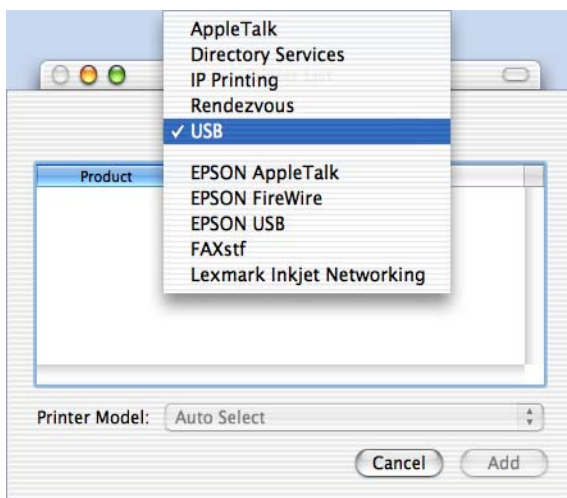 AppleTalk
Directory Services
IP Printing
Rendezvous
✓ USB
EPSON AppleTalk
EPSON FireWire
EPSON USB
FAXstf
Lexmark Inkjet Networking
Product
Printer Model: Auto Select
Cancel Add